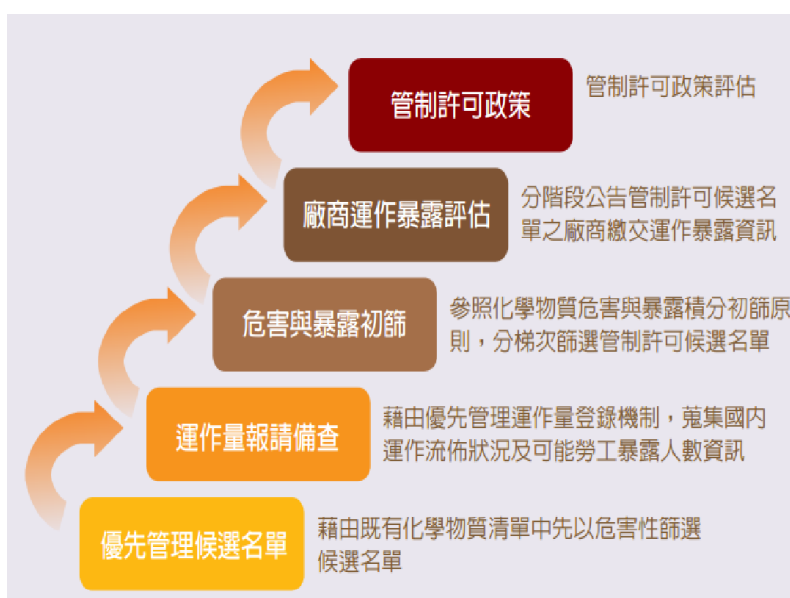 管制許可政策
管制許可政策評估
廠商運作暴露評估
分階段公告管制許可候選名
單之廠商繳交運作暴露資訊
危害與暴露初篩
參照化學物質危害與暴露積分初篩原
則，分梯次篩選管制許可候選名單
運作量報請備查
藉由優先管理運作量登錄機制，蒐集國內
運作流佈狀況及可能勞工暴露人數資訊
優先管理候選名單
藉由既有化學物質清單中先以危害性篩選
候選名單